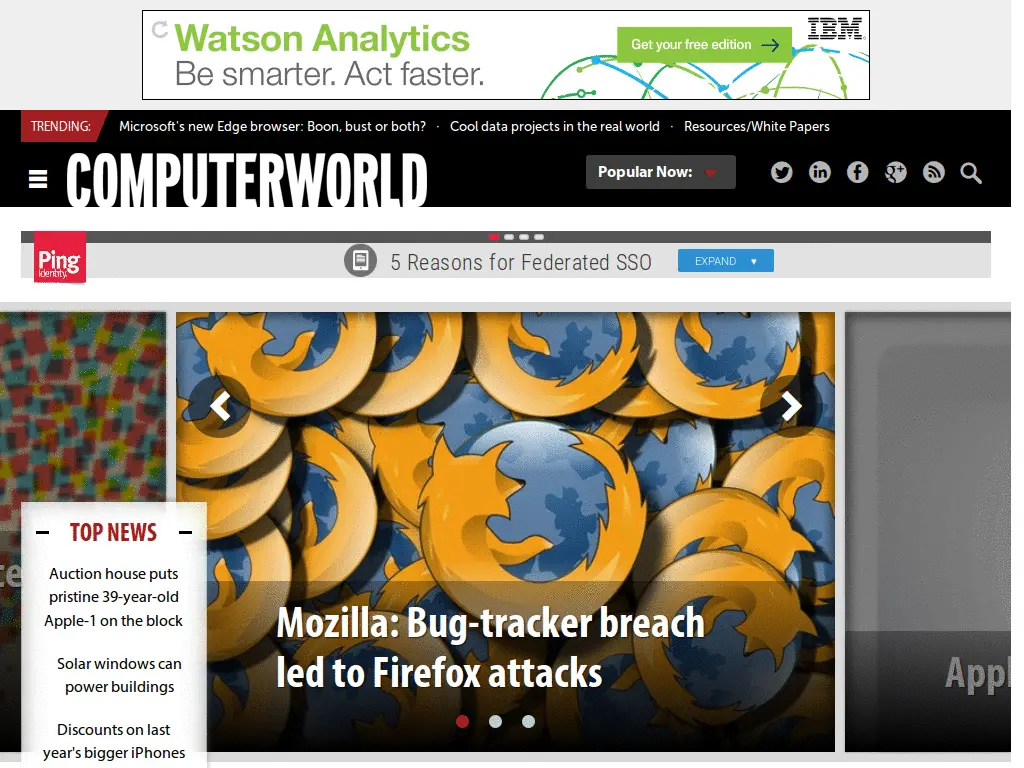 Watson Analytics
Be smarter. Act faster.
Get your free edition
IBM
TRENDING:
Microsoft's new Edge browser: Boon, bust or both? · Cool data projects in the real world · Resources/White Papers
COMPUTERWORLD
Popular Now:
in
f
g+
Ping
Identity
5 Reasons for Federated SSO
EXPAND
TOP NEWS
Auction house puts
pristine 39-year-old
Apple-1 on the block
Solar windows can
power buildings
Discounts on last
year's bigger iPhones
Mozilla: Bug-tracker breach
led to Firefox attacks